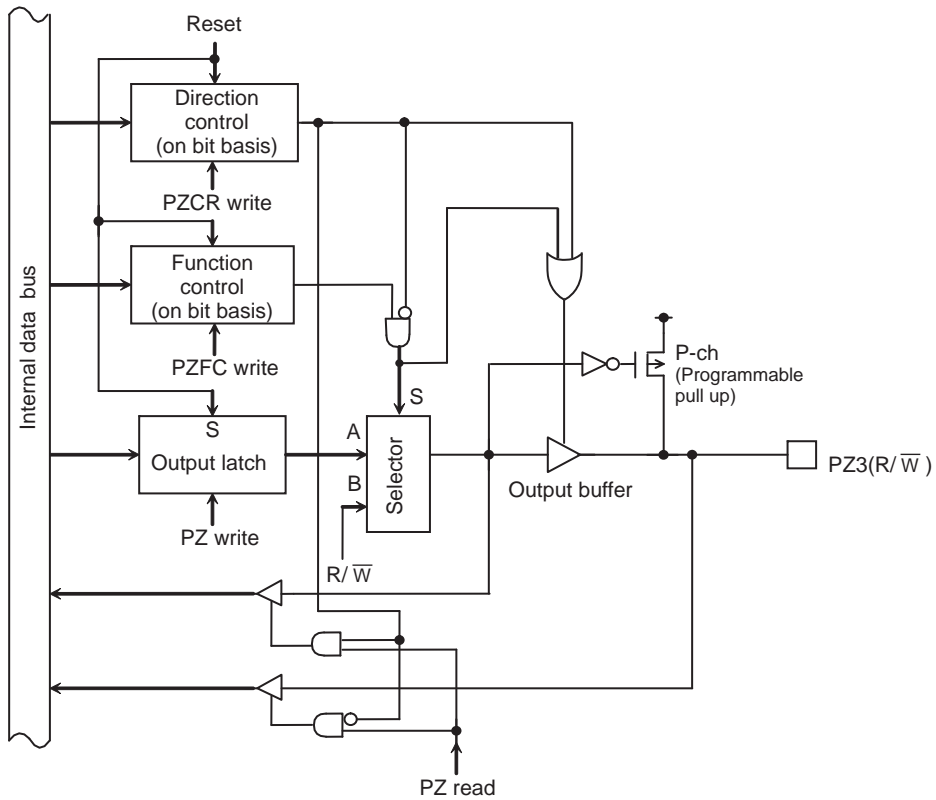 Reset
Direction
control
(on bit basis)
PZCR write
Function
control
(on bit basis)
PZFC write
Internal data bus
S
Output latch
PZ write
A
B
S
Selector
R/W̅
P-ch
(Programmable
pull up)
Output buffer
PZ3(R/W̅)
PZ read